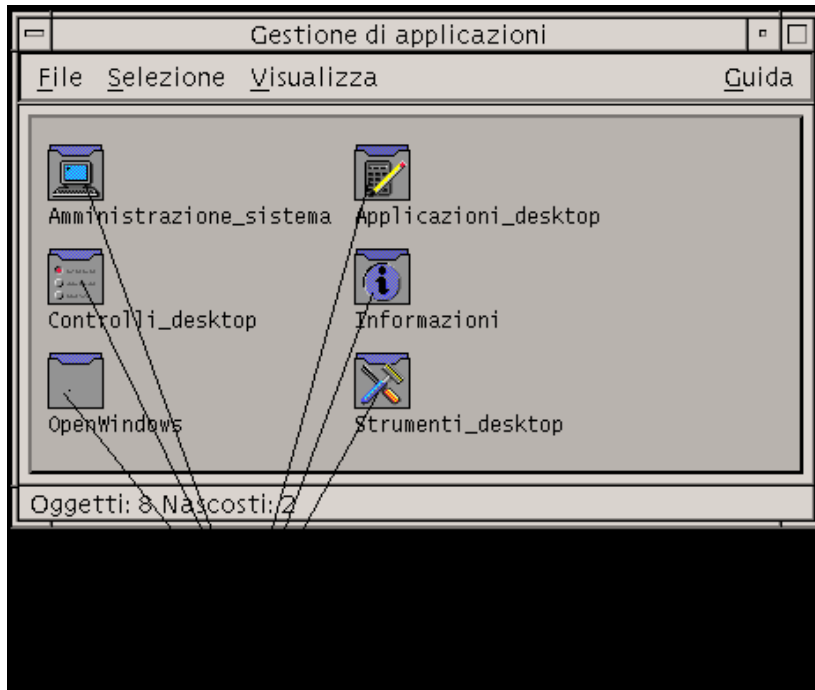 Gestione di applicazioni
File Selezione Visualizza Guida
Amministrazione_sistema Applicazioni_desktop
Controlli_desktop Informazioni
OpenWindows Strumenti_desktop
Oggetti: 8 Nascosti: 2